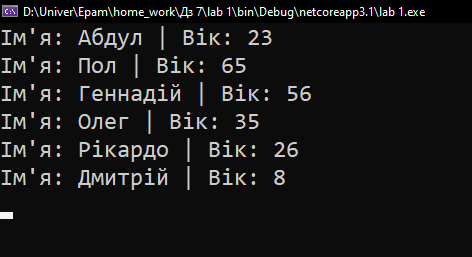 D:\Univer\Epam\home_work\Дз 7\lab 1\bin\Debug\netcoreapp3.1\lab 1.exe
Ім'я: Абдул | Вік: 23
Ім'я: Пол | Вік: 65
Ім'я: Геннадій | Вік: 56
Ім'я: Олег | Вік: 35
Ім'я: Рікардо | Вік: 26
Ім'я: Дмитрій | Вік: 8